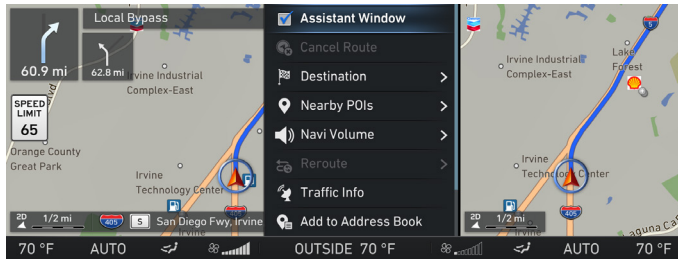 Local Bypass
60.9 mi
62.8 mi
Irvine Industrial
Complex-East
SPEED
LIMIT
65
Orange County
Great Park
Irvine
Technology Center
2D 1/2 mi
405
S San Diego Fwy, Irvine
Assistant Window
Cancel Route
Destination
Nearby POIs
Navi Volume
Reroute
Traffic Info
Add to Address Book
5
Lake
Forest
Irvine Industrial
Complex-East
Irvine
Technology Center
2D 1/2 mi
405
Laguna Ca
70 °F AUTO OUTSIDE 70 °F AUTO 70 °F